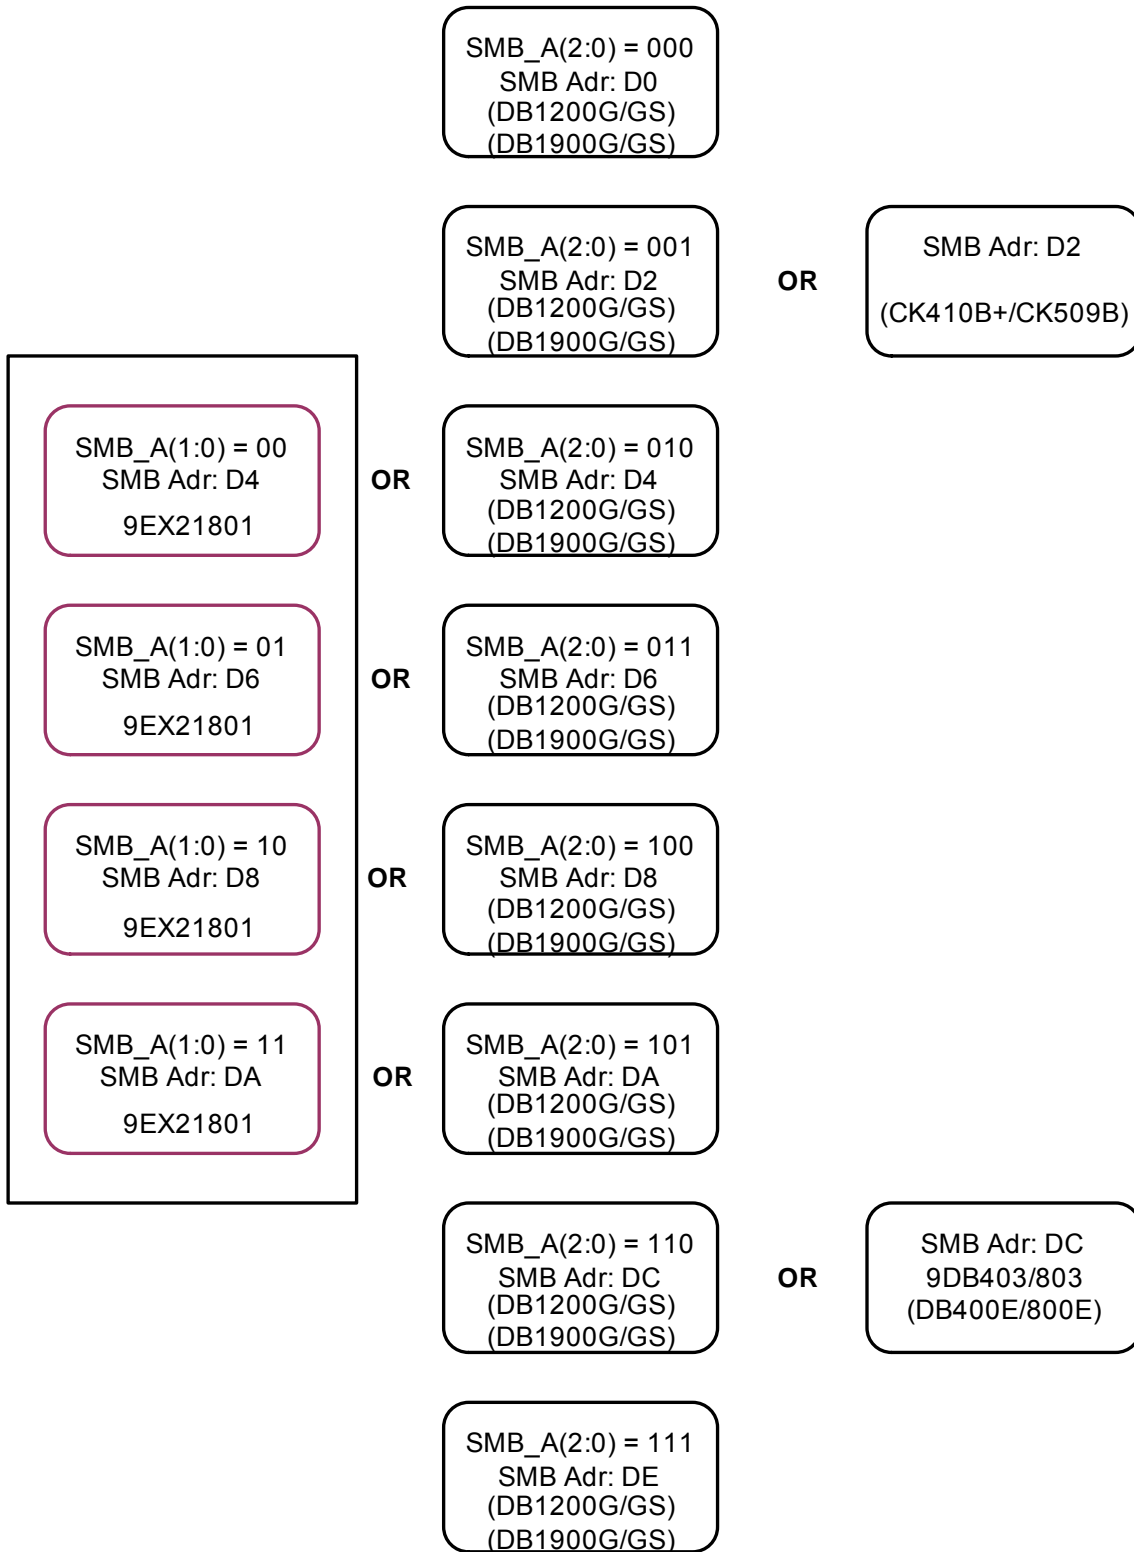 SMB_A(2:0) = 000
SMB Adr: D0
(DB1200G/GS)
(DB1900G/GS)
SMB_A(2:0) = 001
SMB Adr: D2
(DB1200G/GS)
(DB1900G/GS)
OR
SMB Adr: D2
(CK410B+/CK509B)
SMB_A(1:0) = 00
SMB Adr: D4
9EX21801
OR
SMB_A(2:0) = 010
SMB Adr: D4
(DB1200G/GS)
(DB1900G/GS)
SMB_A(1:0) = 01
SMB Adr: D6
9EX21801
OR
SMB_A(2:0) = 011
SMB Adr: D6
(DB1200G/GS)
(DB1900G/GS)
SMB_A(1:0) = 10
SMB Adr: D8
9EX21801
OR
SMB_A(2:0) = 100
SMB Adr: D8
(DB1200G/GS)
(DB1900G/GS)
SMB_A(1:0) = 11
SMB Adr: DA
9EX21801
OR
SMB_A(2:0) = 101
SMB Adr: DA
(DB1200G/GS)
(DB1900G/GS)
SMB_A(2:0) = 110
SMB Adr: DC
(DB1200G/GS)
(DB1900G/GS)
OR
SMB Adr: DC
9DB403/803
(DB400E/800E)
SMB_A(2:0) = 111
SMB Adr: DE
(DB1200G/GS)
(DB1900G/GS)